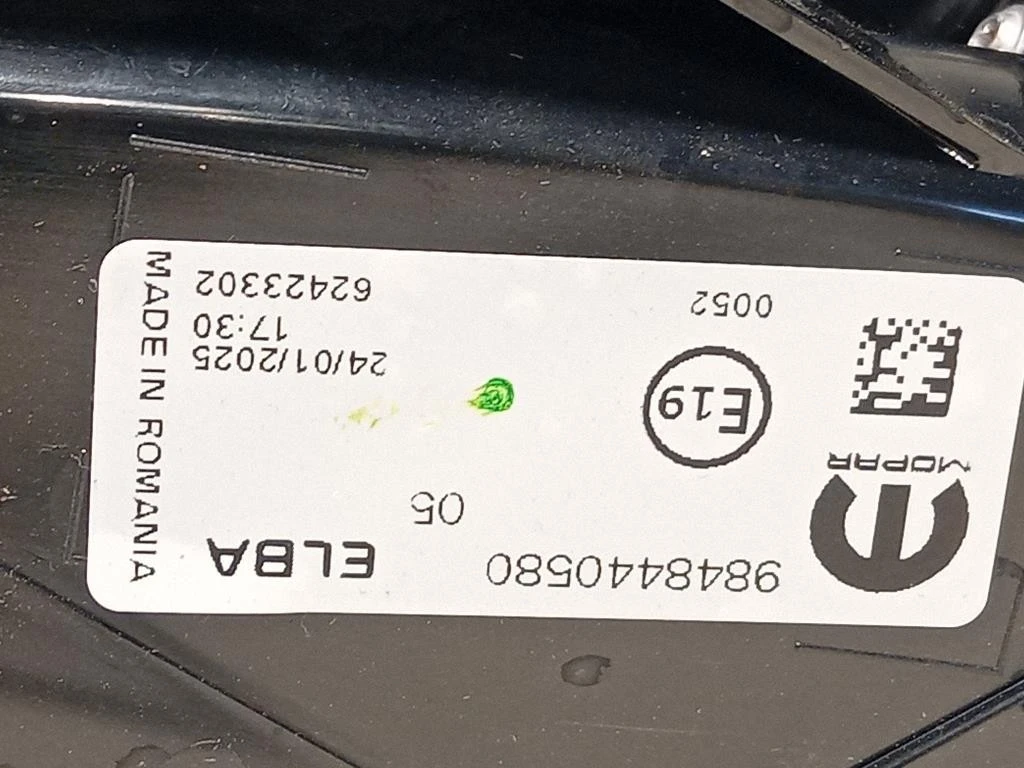 MOPAR
9848440580
ELBA
05
E19
24/01/2025
17:30
0052
62423302
MADE IN ROMANIA